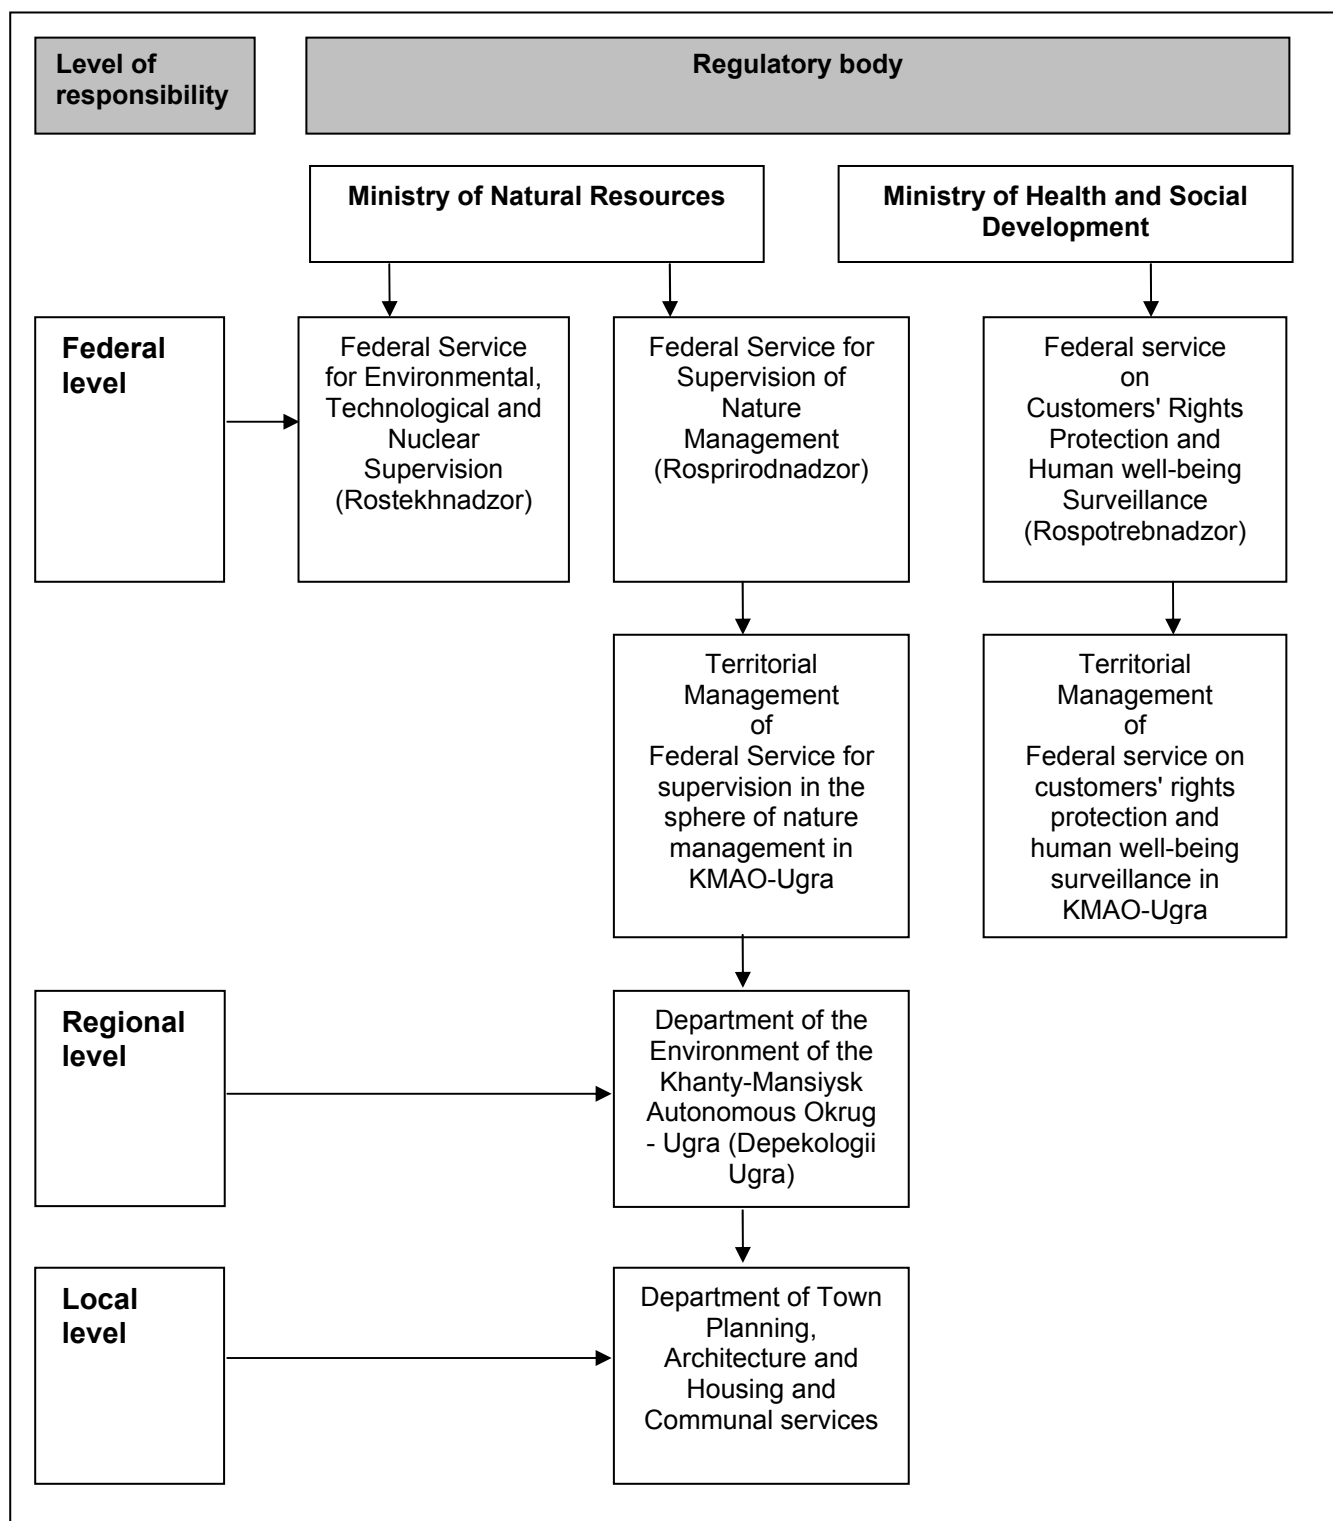 Level of
responsibility
Regulatory body
Ministry of Natural Resources
Ministry of Health and Social
Development
Federal
level
Federal Service
for Environmental,
Technological and
Nuclear
Supervision
(Rostekhnadzor)
Federal Service for
Supervision of
Nature
Management
(Rosprirodnadzor)
Federal service
on
Customers' Rights
Protection and
Human well-being
Surveillance
(Rospotrebnadzor)
Territorial
Management
of
Federal Service for
supervision in the
sphere of nature
management in
KMAO-Ugra
Territorial
Management
of
Federal service on
customers' rights
protection and
human well-being
surveillance in
KMAO-Ugra
Regional
level
Department of the
Environment of the
Khanty-Mansiysk
Autonomous Okrug
- Ugra (Depekologii
Ugra)
Local
level
Department of Town
Planning,
Architecture and
Housing and
Communal services